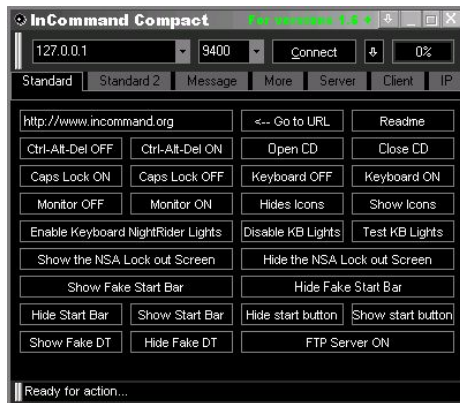 InCommand Compact For versions 1.6 +
127.0.0.1 9400 Connect 0%
Standard Standard 2 Message More Server Client IP
http://www.incommand.org <-- Go to URL Readme
Ctrl-Alt-Del OFF Ctrl-Alt-Del ON Open CD Close CD
Caps Lock ON Caps Lock OFF Keyboard OFF Keyboard ON
Monitor OFF Monitor ON Hides Icons Show Icons
Enable Keyboard NightRider Lights Disable KB Lights Test KB Lights
Show the NSA Lock out Screen Hide the NSA Lock out Screen
Show Fake Start Bar Hide Fake Start Bar
Hide Start Bar Show Start Bar Hide start button Show start button
Show Fake DT Hide Fake DT FTP Server ON
Ready for action...